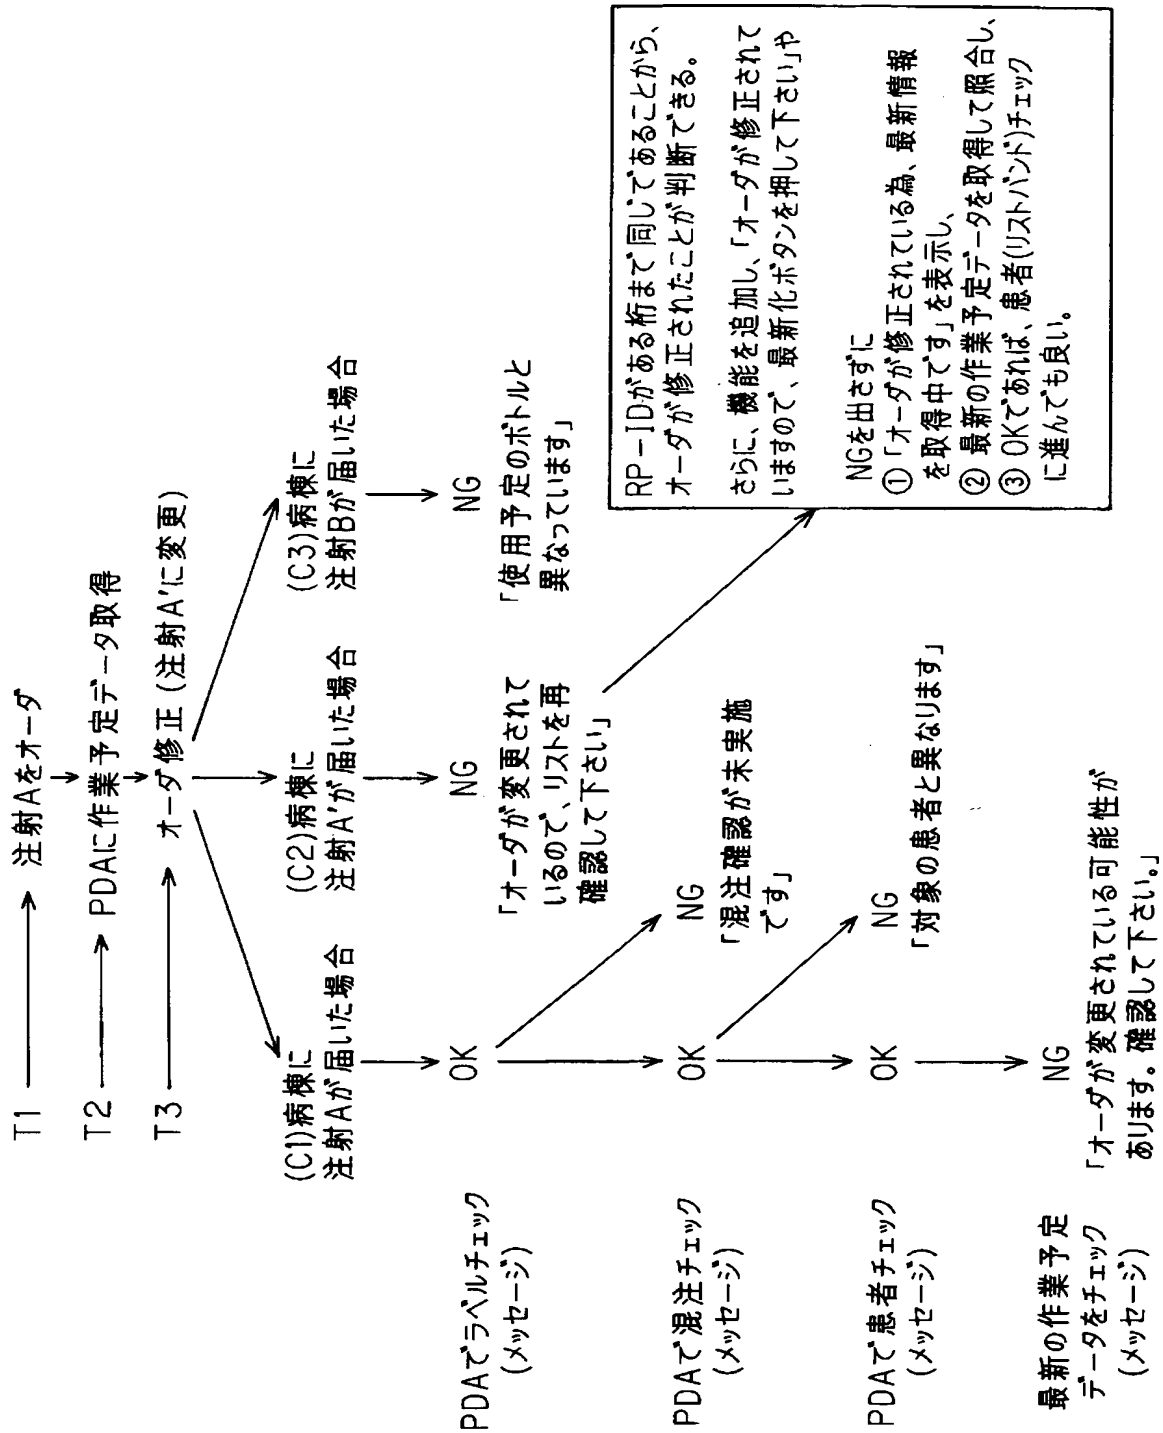 T1 注射Aをオーダ
T2 PDAに作業予定データ取得
T3 オーダ修正(注射A'に変更)
(C1)病棟に
注射Aが届いた場合
(C2)病棟に
注射A'が届いた場合
(C3)病棟に
注射Bが届いた場合
PDAでラベルチェック
(メッセージ)
OK
NG
「オーダが変更されて
いるので、リストを再
確認して下さい」
NG
「使用予定のボトルと
異なっています」
PDAで混注チェック
(メッセージ)
OK
NG
「混注確認が未実施
です」
PDAで患者チェック
(メッセージ)
OK
NG
「対象の患者と異なります」
最新の作業予定
データをチェック
(メッセージ)
NG
「オーダが変更されている可能性が
あります。確認して下さい。」
RP-IDがある桁まで同じであることから、
オーダが修正されたことが判断できる。
さらに、機能を追加し、「オーダが修正されて
いますので、最新化ボタンを押して下さい」や
NGを出さずに
① 「オーダが修正されている為、最新情報
を取得中です」を表示し、
② 最新の作業予定データを取得して照合し、
③ OKであれば、患者(リストバンド)チェック
に進んでも良い。